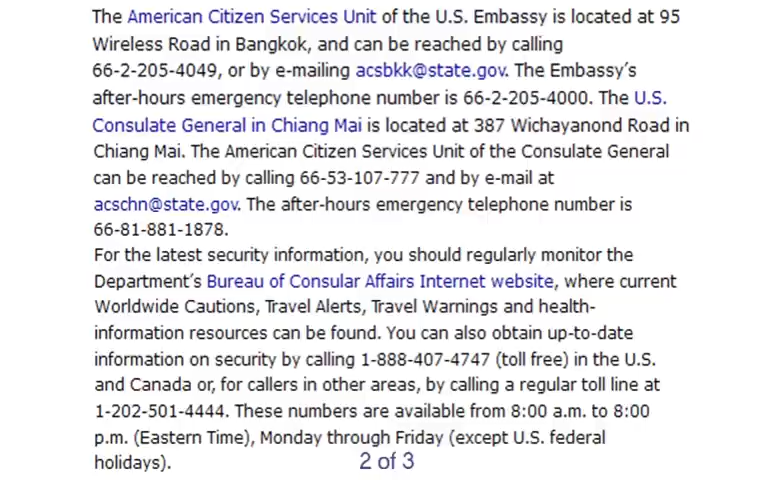 The American Citizen Services Unit of the U.S. Embassy is located at 95
Wireless Road in Bangkok, and can be reached by calling
66-2-205-4049, or by e-mailing acsbkk@state.gov. The Embassy's
after-hours emergency telephone number is 66-2-205-4000. The U.S.
Consulate General in Chiang Mai is located at 387 Wichayanond Road in
Chiang Mai. The American Citizen Services Unit of the Consulate General
can be reached by calling 66-53-107-777 and by e-mail at
acschn@state.gov. The after-hours emergency telephone number is
66-81-881-1878.
For the latest security information, you should regularly monitor the
Department's Bureau of Consular Affairs Internet website, where current
Worldwide Cautions, Travel Alerts, Travel Warnings and health-
information resources can be found. You can also obtain up-to-date
information on security by calling 1-888-407-4747 (toll free) in the U.S.
and Canada or, for callers in other areas, by calling a regular toll line at
1-202-501-4444. These numbers are available from 8:00 a.m. to 8:00
p.m. (Eastern Time), Monday through Friday (except U.S. federal
holidays). 2 of 3